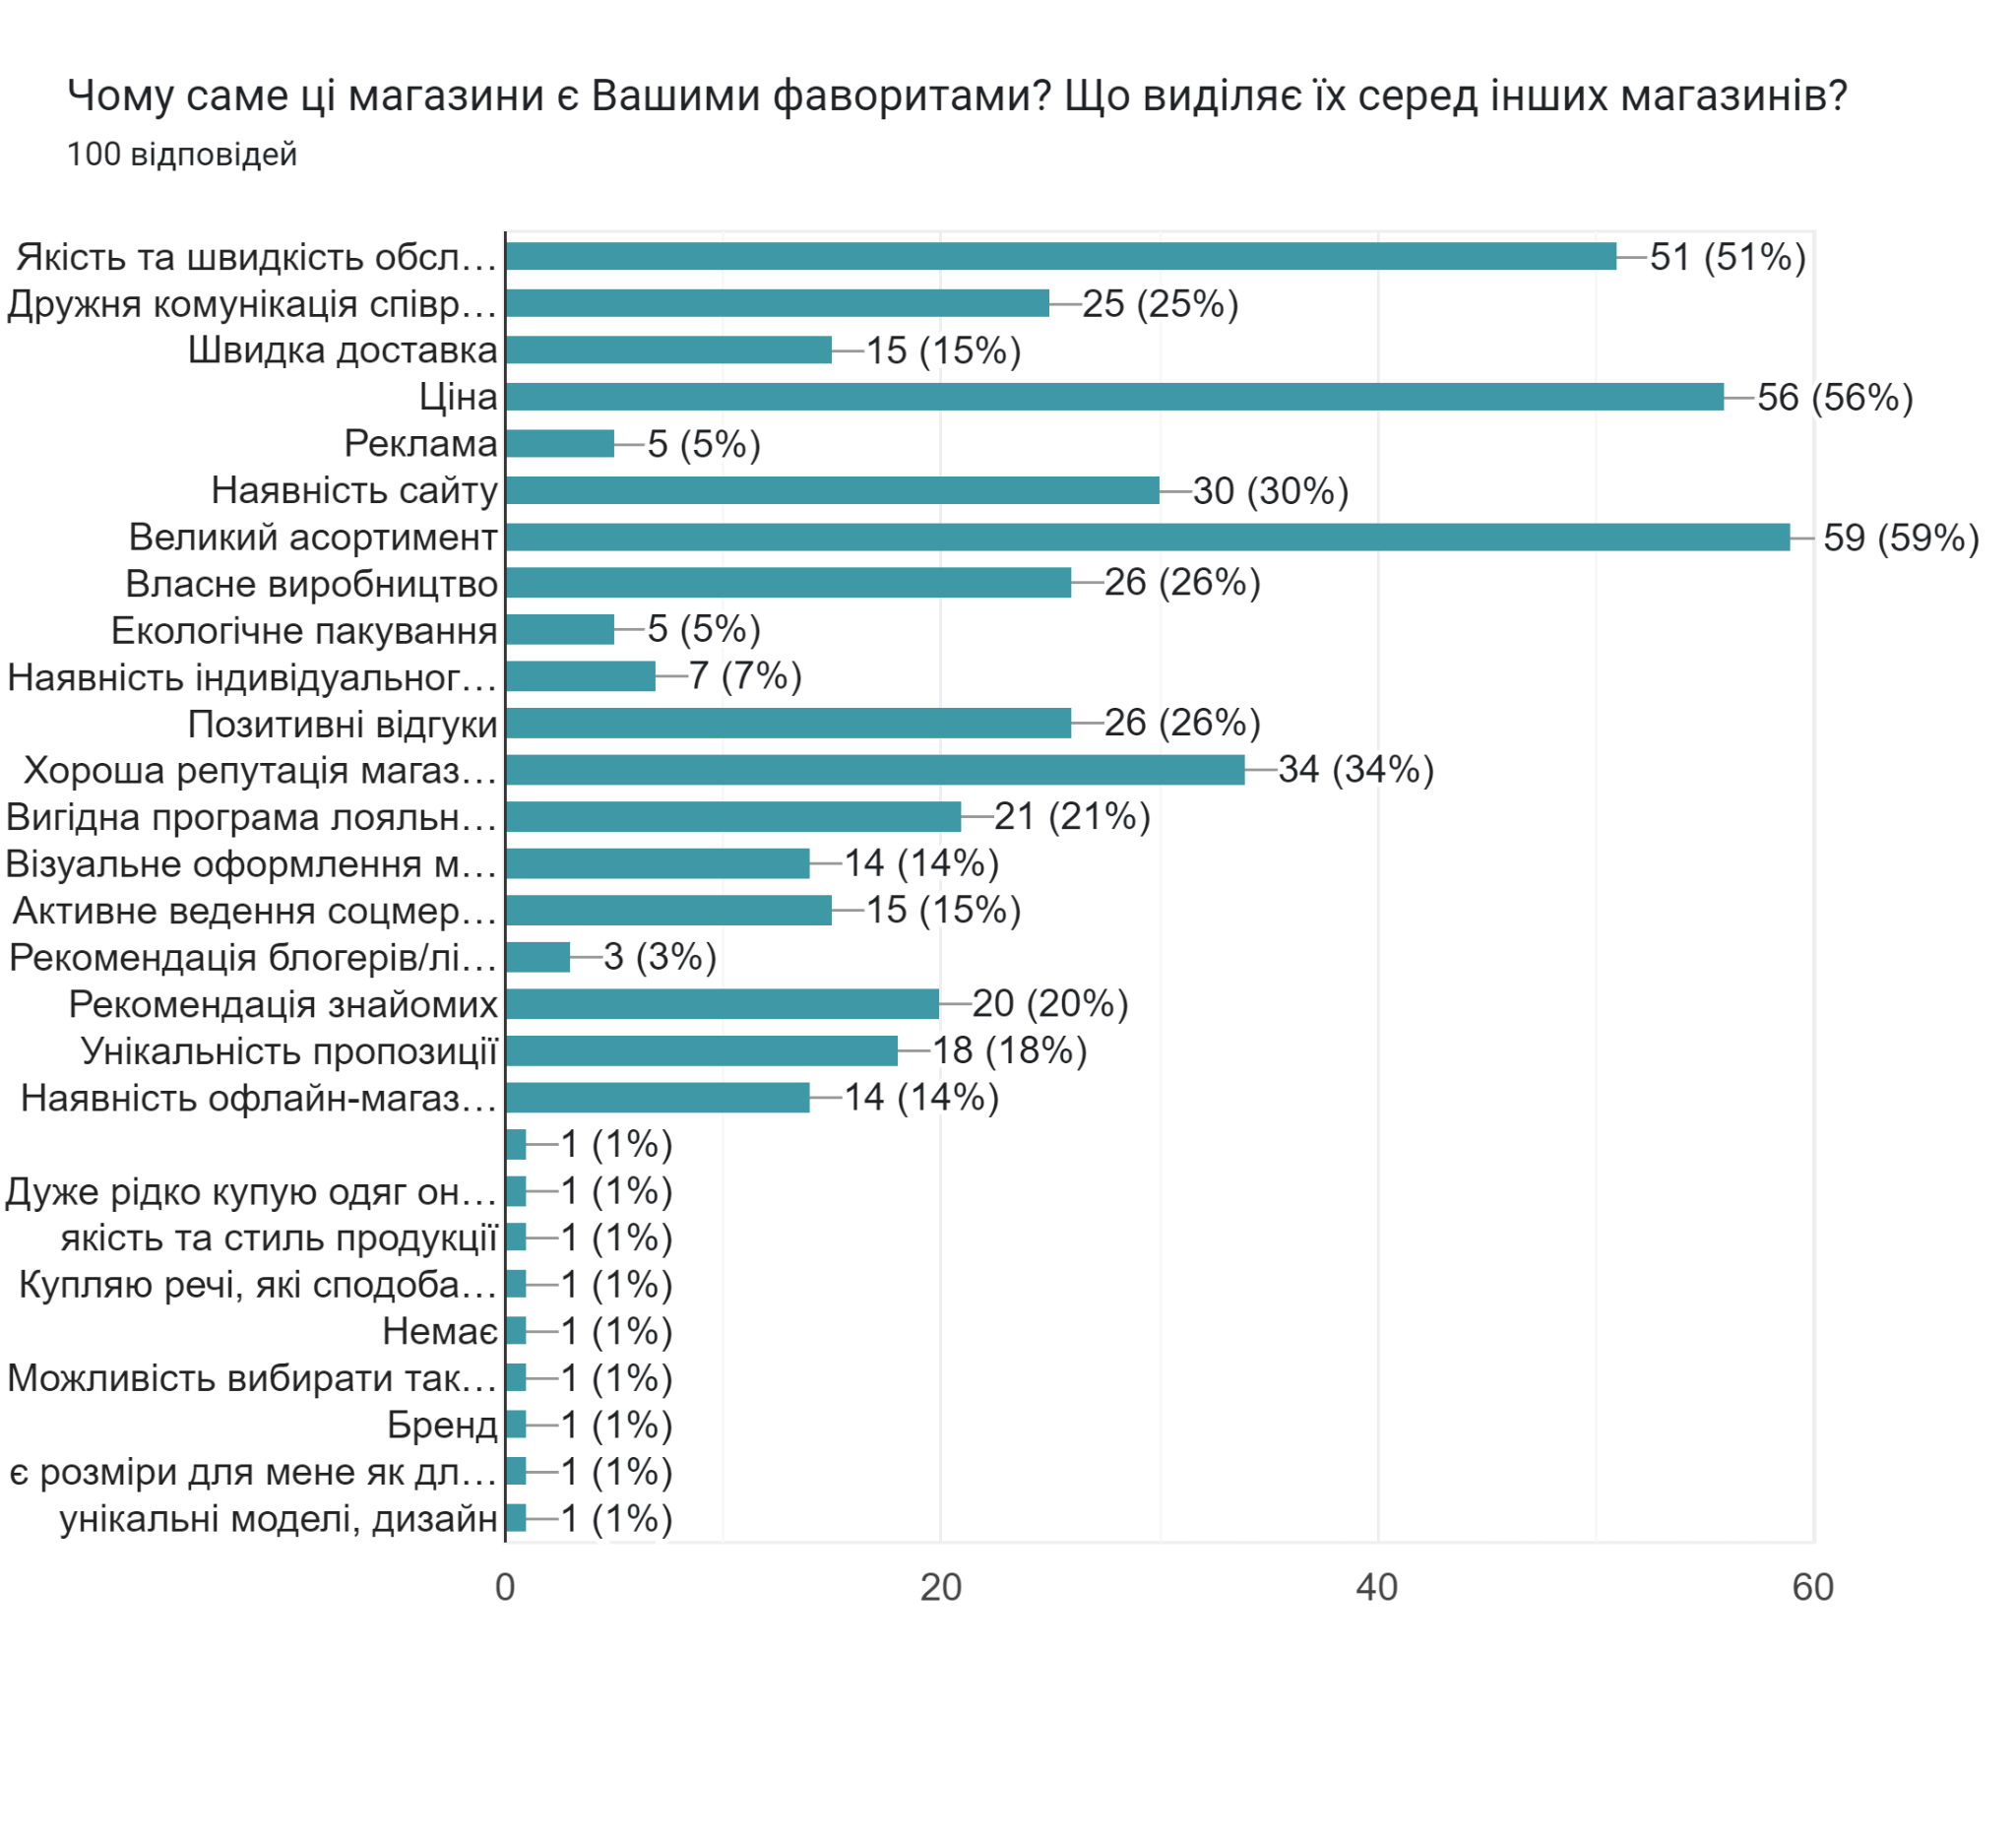 Чому саме ці магазини є Вашими фаворитами? Що виділяє їх серед інших магазинів?
100 відповідей
Якість та швидкість обсл… 51 (51%)
Дружня комунікація співр… 25 (25%)
Швидка доставка 15 (15%)
Ціна 56 (56%)
Реклама 5 (5%)
Наявність сайту 30 (30%)
Великий асортимент 59 (59%)
Власне виробництво 26 (26%)
Екологічне пакування 5 (5%)
Наявність індивідуальног… 7 (7%)
Позитивні відгуки 26 (26%)
Хороша репутація магаз… 34 (34%)
Вигідна програма лояльн… 21 (21%)
Візуальне оформлення м… 14 (14%)
Активне ведення соцмер… 15 (15%)
Рекомендація блогерів/лі… 3 (3%)
Рекомендація знайомих 20 (20%)
Унікальність пропозиції 18 (18%)
Наявність офлайн-магаз… 14 (14%)
1 (1%)
Дуже рідко купую одяг он… 1 (1%)
якість та стиль продукції 1 (1%)
Купляю речі, які сподоба… 1 (1%)
Немає 1 (1%)
Можливість вибирати так… 1 (1%)
Бренд 1 (1%)
є розміри для мене як дл… 1 (1%)
унікальні моделі, дизайн 1 (1%)
0 20 40 60